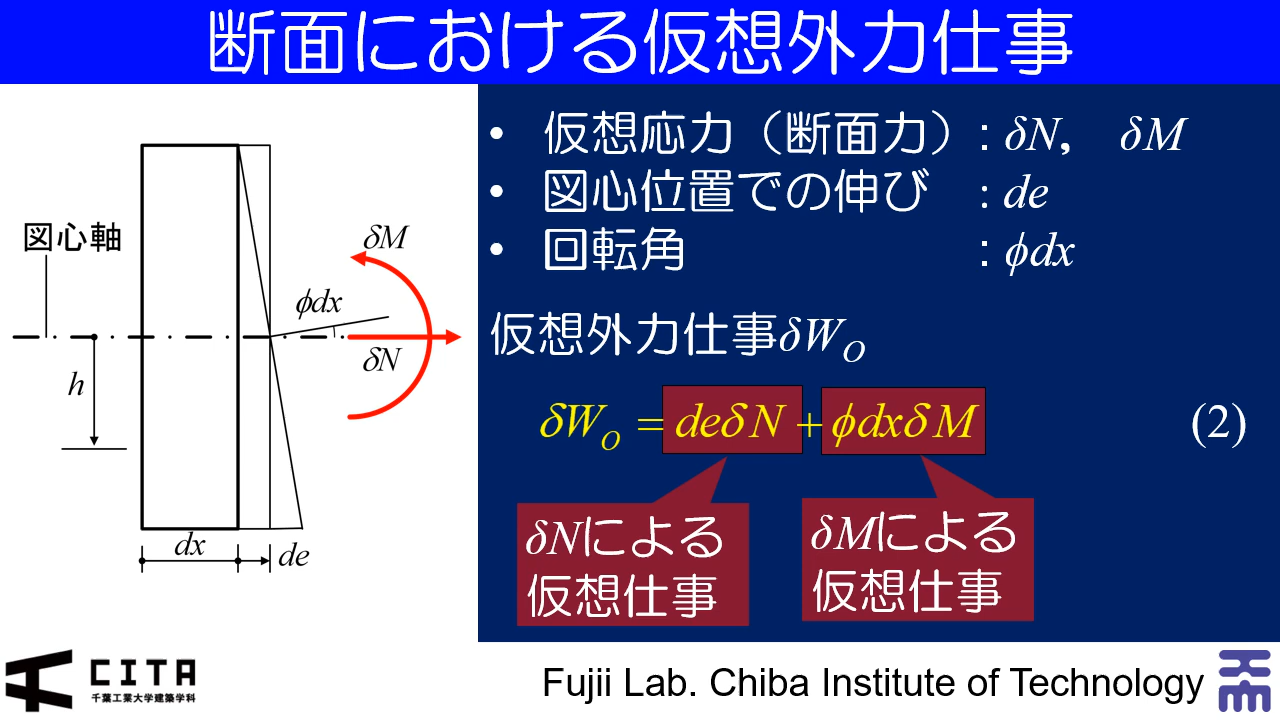 断面における仮想外力仕事
• 仮想応力（断面力）: δN, δM
• 図心位置での伸び : de
• 回転角 : ϕdx
図心軸
δM
ϕdx
δN
h
dx
de
仮想外力仕事δW_O
δW_O = deδN + ϕdxδM (2)
δNによる
仮想仕事
δMによる
仮想仕事
CITA
千葉工業大学建築学科
Fujii Lab. Chiba Institute of Technology